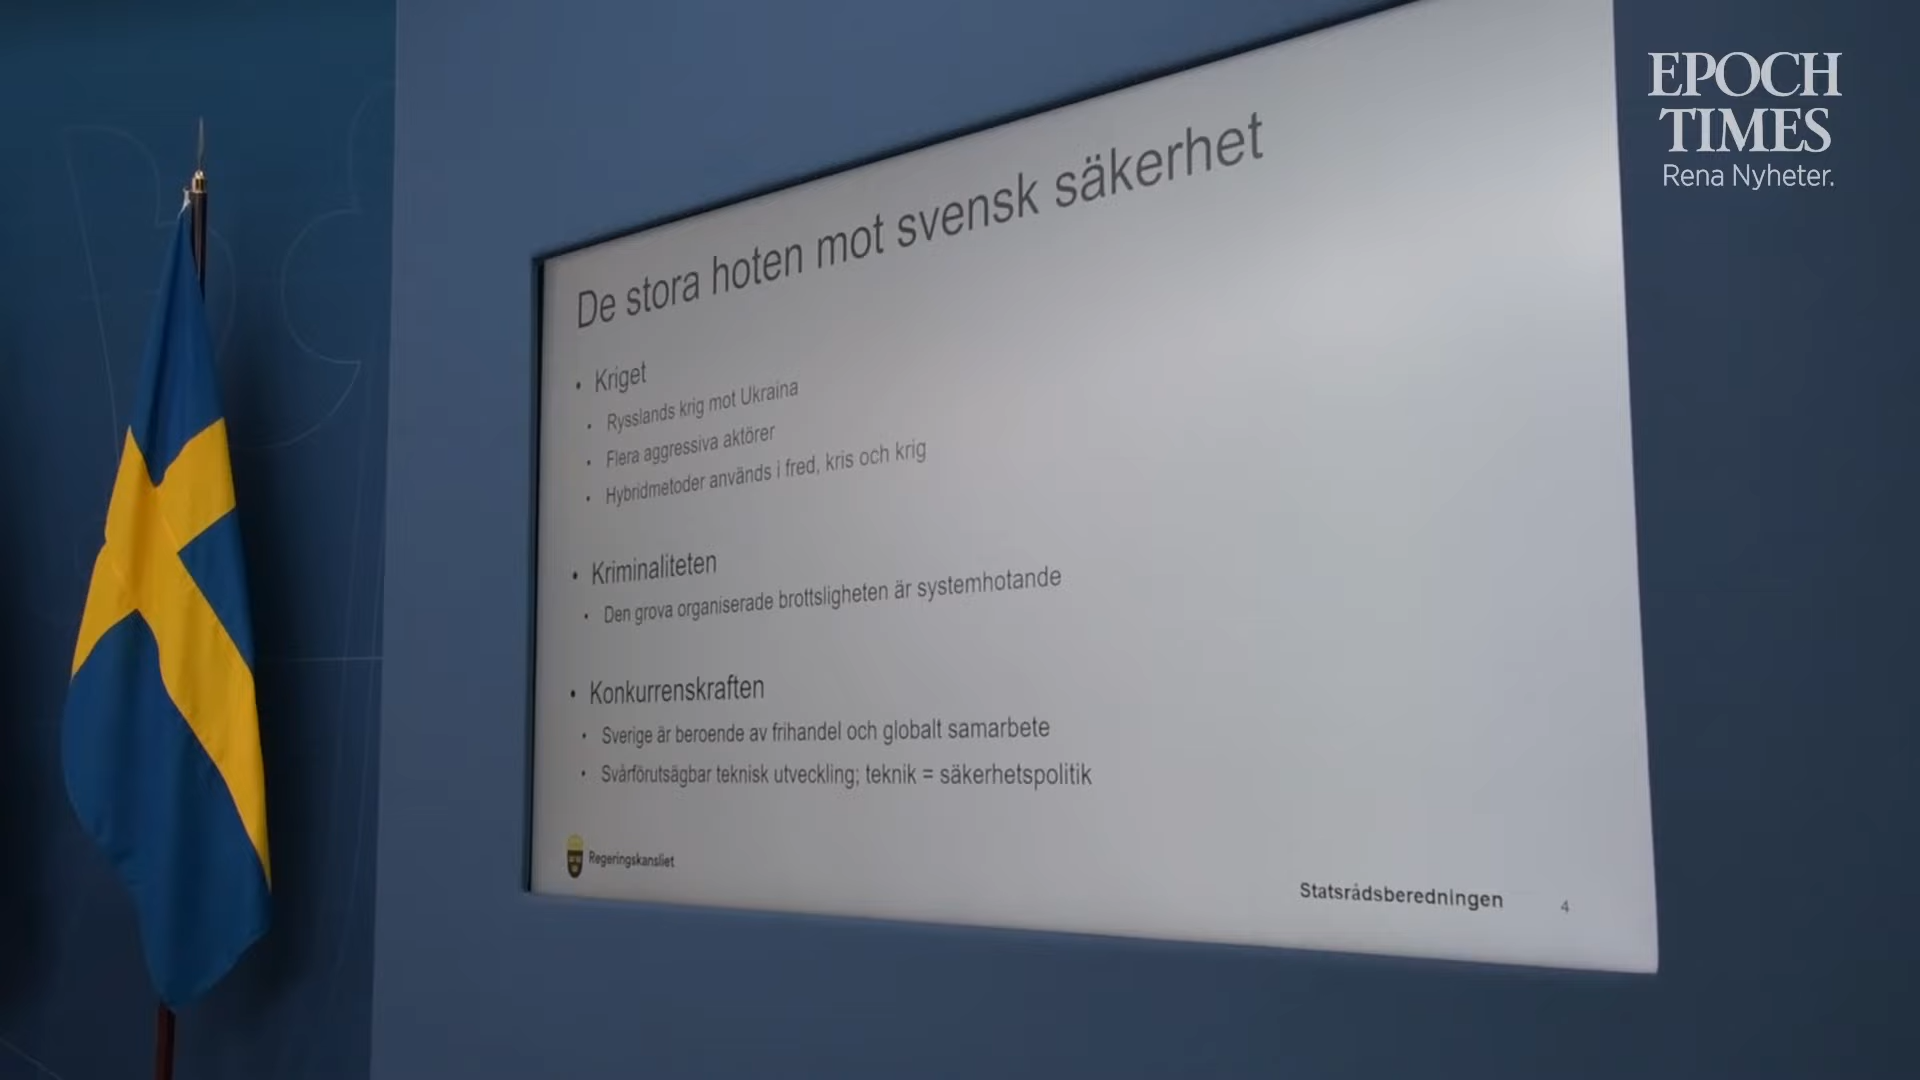 EPOCH
TIMES
Rena Nyheter.
De stora hoten mot svensk säkerhet
• Kriget
• Rysslands krig mot Ukraina
• Flera aggressiva aktörer
• Hybridmetoder används i fred, kris och krig
• Kriminaliteten
• Den grova organiserade brottsligheten är systemhotande
• Konkurrenskraften
• Sverige är beroende av frihandel och globalt samarbete
• Svårförutsägbar teknisk utveckling; teknik = säkerhetspolitik
Regeringskansliet
Statsrådsberedningen 4